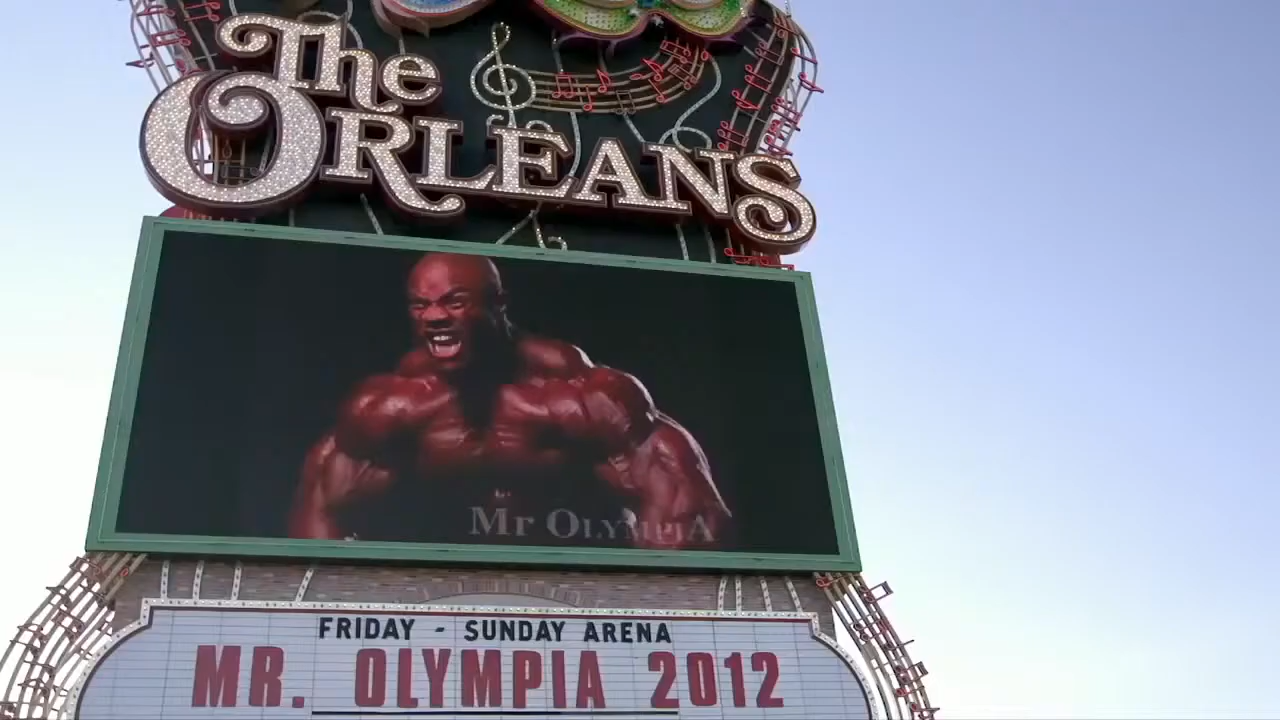 The
ORLEANS
Mr OLYMPIA
FRIDAY - SUNDAY ARENA
MR. OLYMPIA 2012